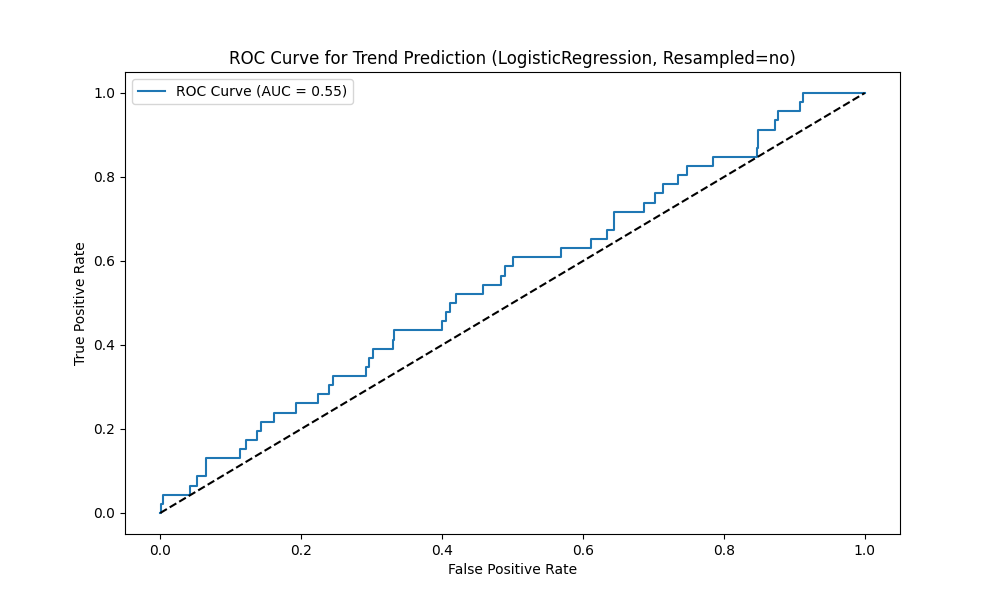 ROC Curve for Trend Prediction (LogisticRegression, Resampled=no)
ROC Curve (AUC = 0.55)
True Positive Rate
1.0
0.8
0.6
0.4
0.2
0.0
0.0 0.2 0.4 0.6 0.8 1.0
False Positive Rate